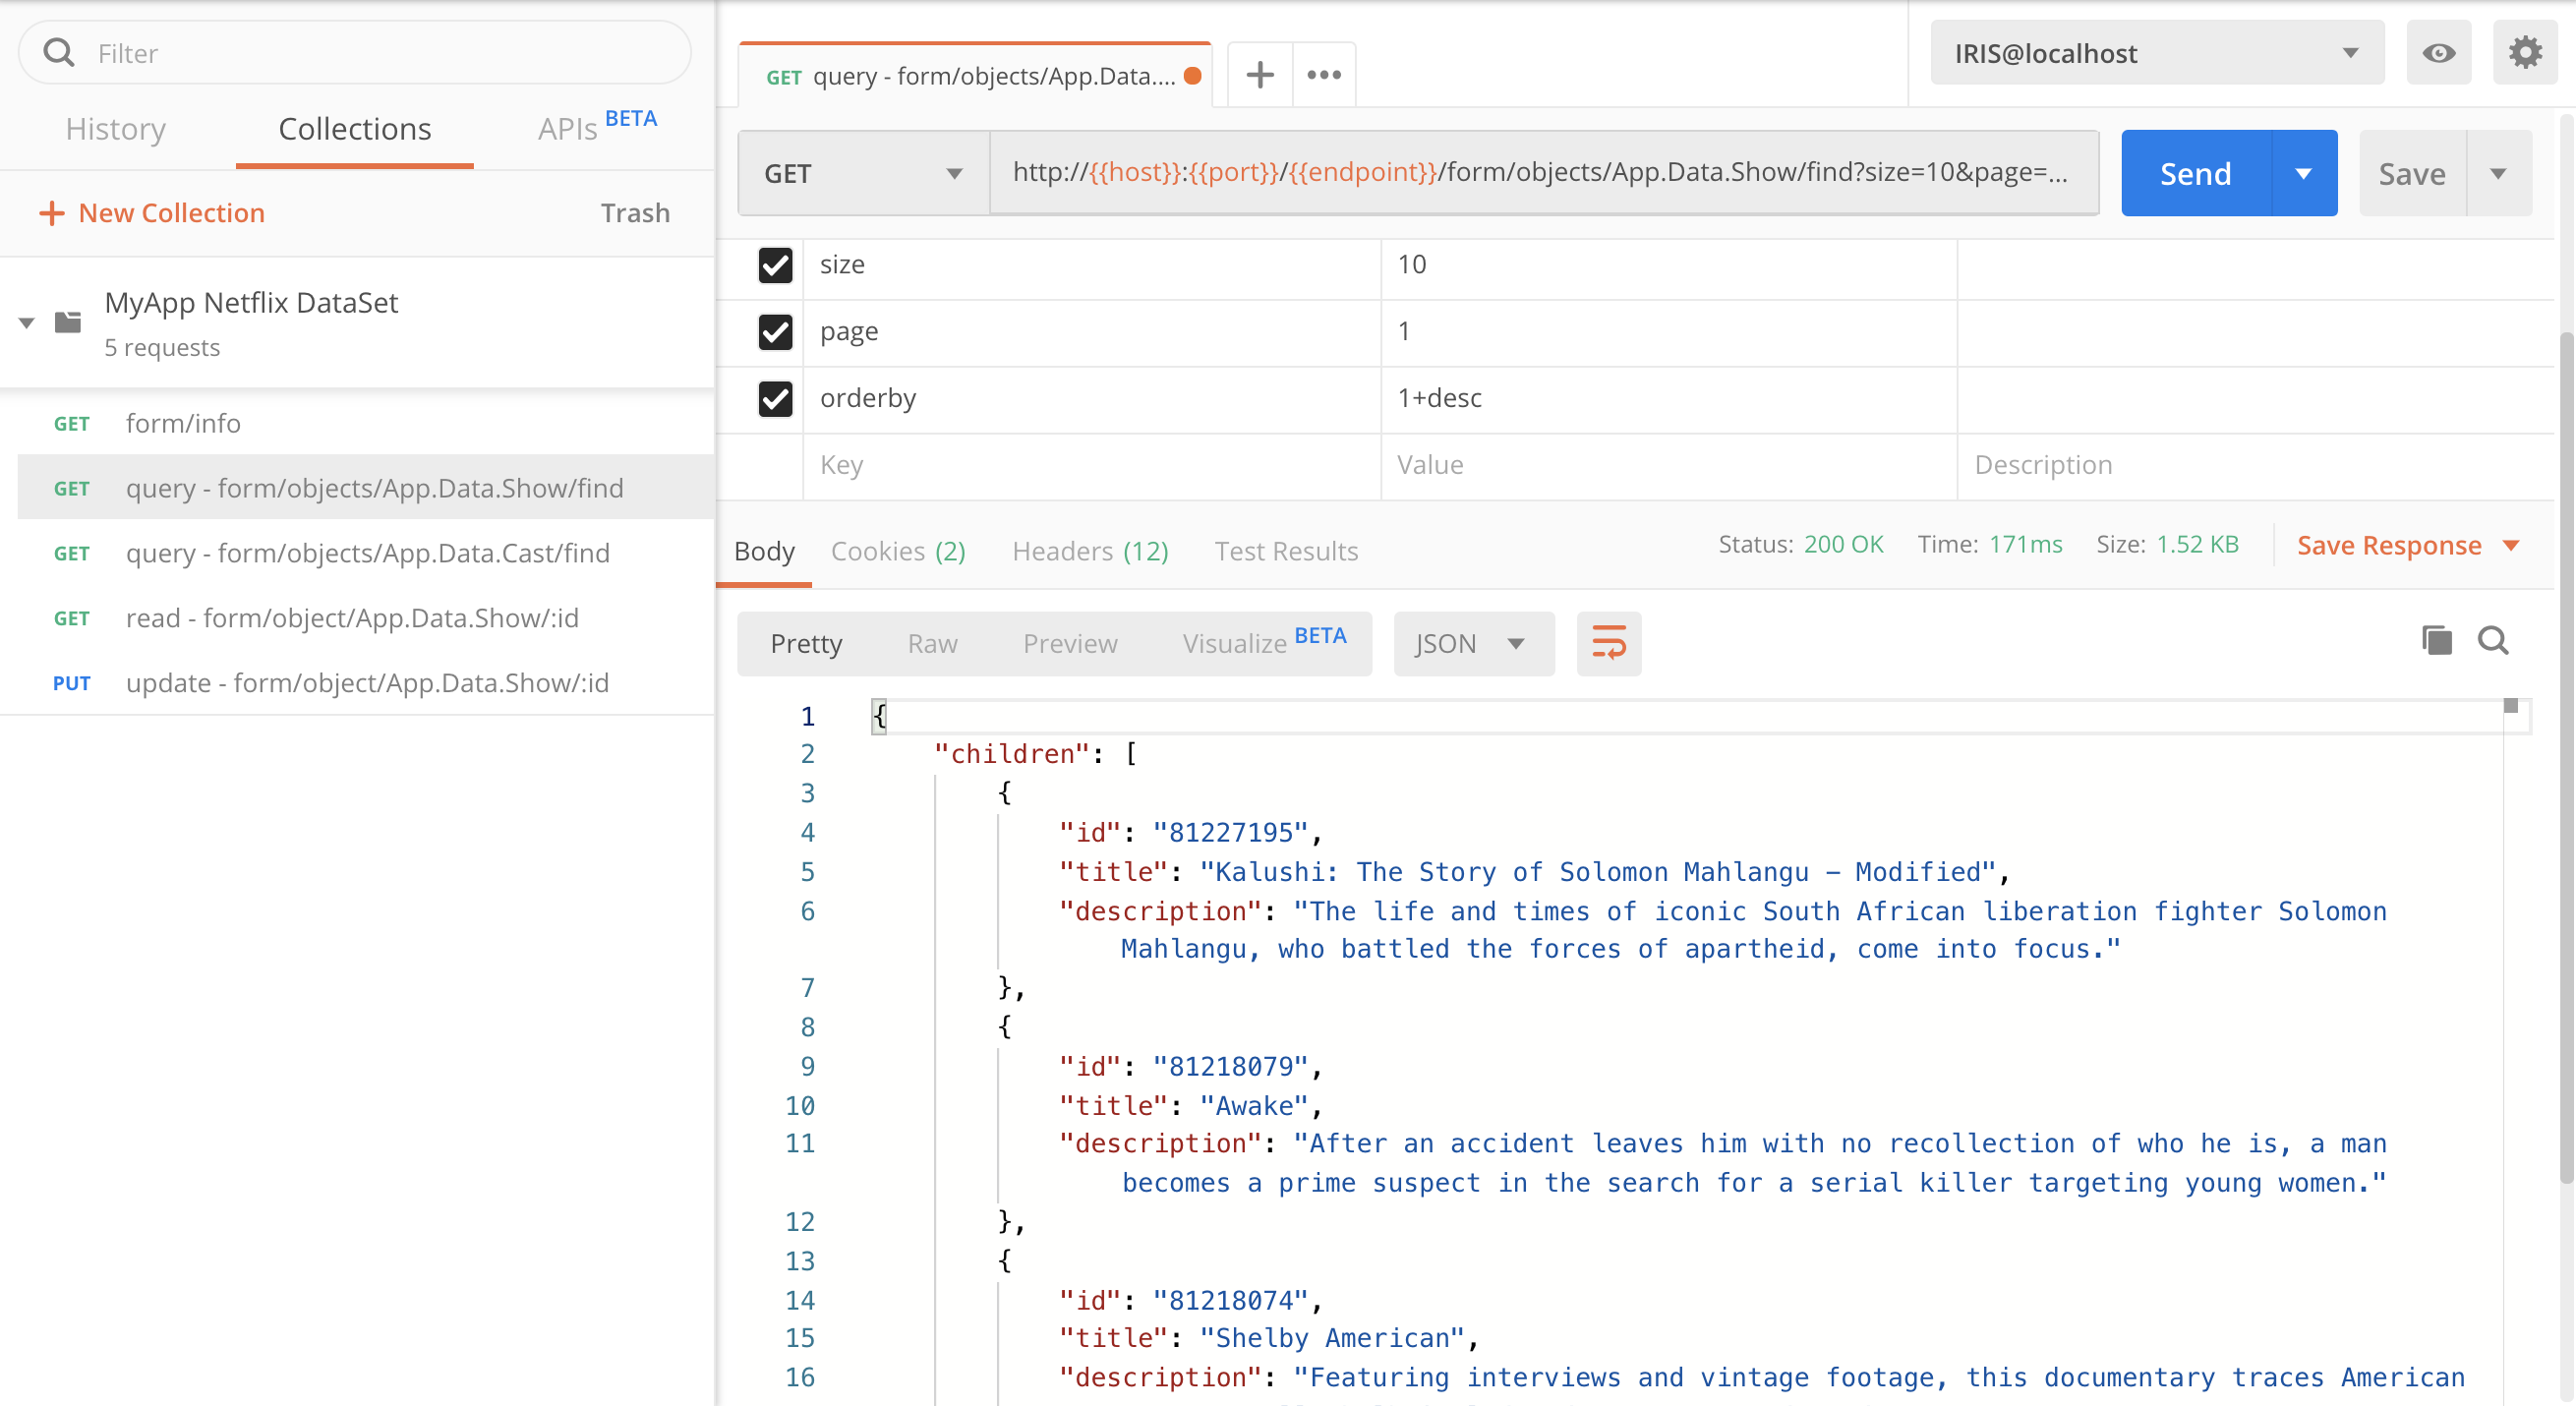 Filter
History
Collections
APIs BETA
+ New Collection
Trash
MyApp Netflix DataSet
5 requests
GET form/info
GET query - form/objects/App.Data.Show/find
GET query - form/objects/App.Data.Cast/find
GET read - form/object/App.Data.Show/:id
PUT update - form/object/App.Data.Show/:id
GET query - form/objects/App.Data....
IRIS@localhost
GET
http://{{host}}:{{port}}/{{endpoint}}/form/objects/App.Data.Show/find?size=10&page=...
Send
Save
size 10
page 1
orderby 1+desc
Key Value Description
Body Cookies (2) Headers (12) Test Results
Status: 200 OK Time: 171ms Size: 1.52 KB
Save Response
Pretty Raw Preview Visualize BETA
JSON
1 {
2 "children": [
3 {
4 "id": "81227195",
5 "title": "Kalushi: The Story of Solomon Mahlangu - Modified",
6 "description": "The life and times of iconic South African liberation fighter Solomon
Mahlangu, who battled the forces of apartheid, come into focus."
7 },
8 {
9 "id": "81218079",
10 "title": "Awake",
11 "description": "After an accident leaves him with no recollection of who he is, a man
becomes a prime suspect in the search for a serial killer targeting young women."
12 },
13 {
14 "id": "81218074",
15 "title": "Shelby American",
16 "description": "Featuring interviews and vintage footage, this documentary traces American